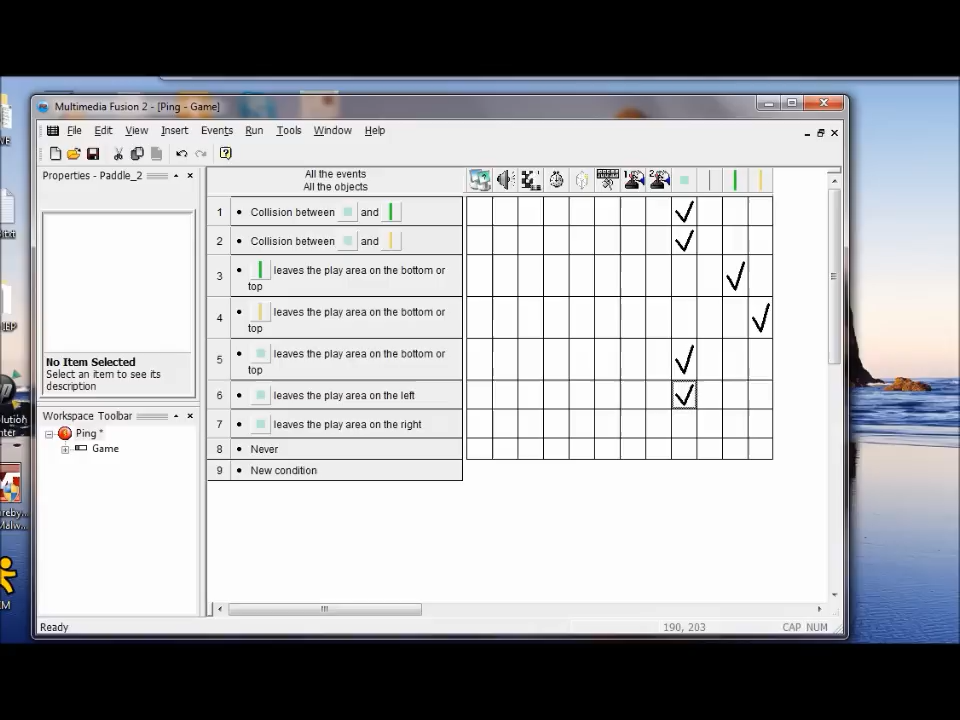 Multimedia Fusion 2 - [Ping - Game]
File Edit View Insert Events Run Tools Window Help
Properties - Paddle_2
No Item Selected
Select an item to see its
description
Workspace Toolbar
Ping *
Game
All the events
All the objects
1 • Collision between and
2 • Collision between and
3 • leaves the play area on the bottom or
top
4 • leaves the play area on the bottom or
top
5 • leaves the play area on the bottom or
top
6 • leaves the play area on the left
7 • leaves the play area on the right
8 • Never
9 • New condition
Ready
190, 203
CAP NUM